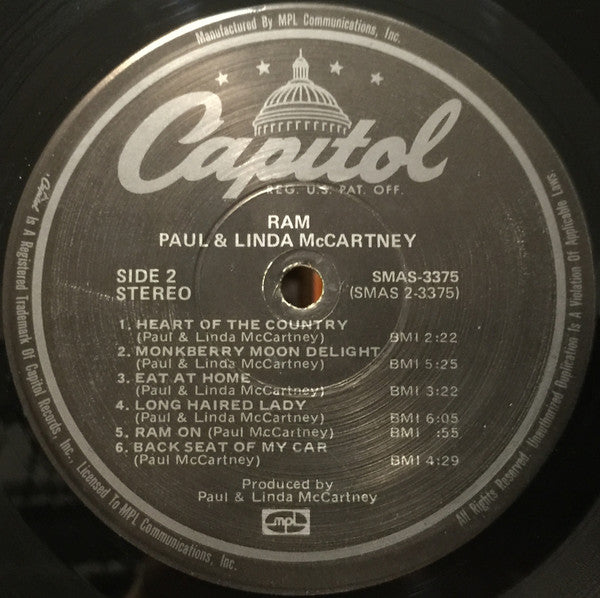 Manufactured By MPL Communications, Inc.
Capitol
REG. U.S. PAT. OFF.
RAM
PAUL & LINDA McCARTNEY
SIDE 2
STEREO
SMAS-3375
(SMAS 2-3375)
1. HEART OF THE COUNTRY
(Paul & Linda McCartney) BMI 2:22
2. MONKBERRY MOON DELIGHT
(Paul & Linda McCartney) BMI 5:25
3. EAT AT HOME
(Paul & Linda McCartney) BMI 3:22
4. LONG HAIRED LADY
(Paul & Linda McCartney) BMI 6:05
5. RAM ON (Paul McCartney) BMI :55
6. BACK SEAT OF MY CAR
(Paul McCartney) BMI 4:29
Produced by
Paul & Linda McCartney
mpl
Capitol Is A Registered Trademark Of Capitol Records, Inc., Licensed To MPL Communications, Inc.
All Rights Reserved. Unauthorized Duplication Is A Violation Of Applicable Laws.